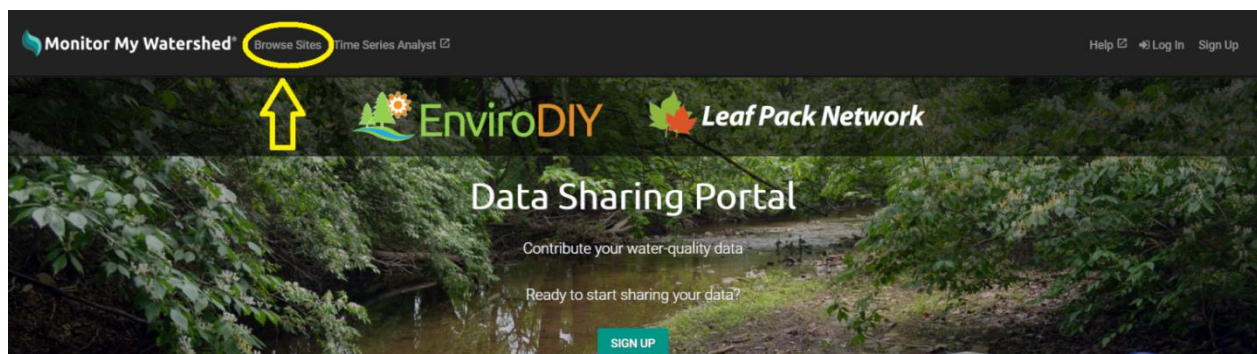 Monitor My Watershed® Browse Sites Time Series Analyst Help Log In Sign Up
EnviroDIY Leaf Pack Network
Data Sharing Portal
Contribute your water-quality data
Ready to start sharing your data?
SIGN UP